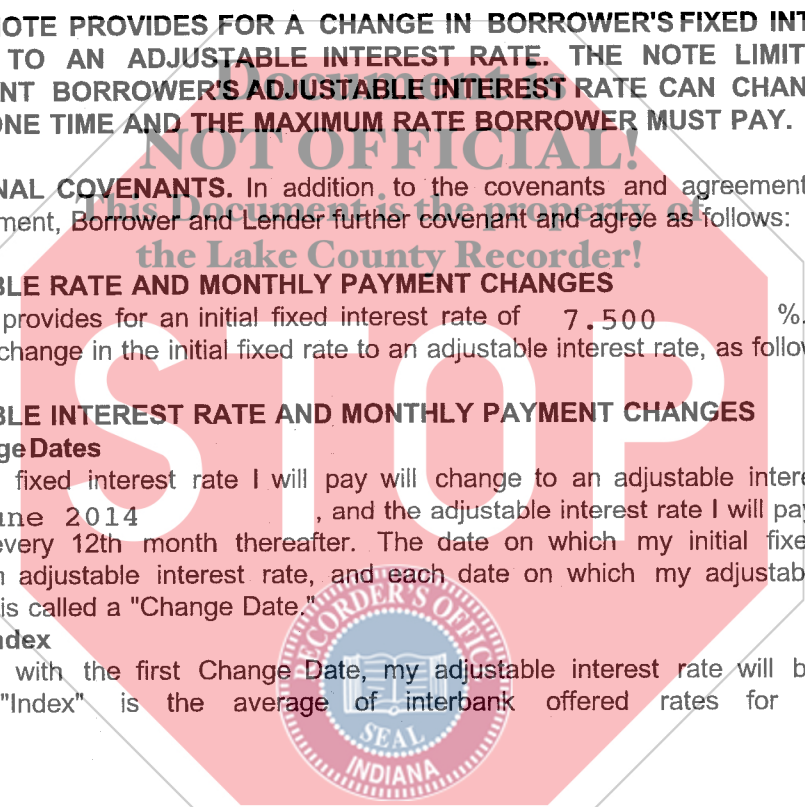 OTE PROVIDES FOR A CHANGE IN BORROWER'S FIXED INT
TO AN ADJUSTABLE INTEREST RATE. THE NOTE LIMIT
Document is
NT BORROWER'S ADJUSTABLE INTEREST RATE CAN CHAN
ONE TIME AND THE MAXIMUM RATE BORROWER MUST PAY.
NOT OFFICIAL!
NAL COVENANTS. In addition to the covenants and agreement
This Document is the property of
ment, Borrower and Lender further covenant and agree as follows:
the Lake County Recorder!
BLE RATE AND MONTHLY PAYMENT CHANGES
provides for an initial fixed interest rate of 7.500 %.
change in the initial fixed rate to an adjustable interest rate, as follow
STOP
BLE INTEREST RATE AND MONTHLY PAYMENT CHANGES
ge Dates
fixed interest rate I will pay will change to an adjustable intere
une 2014 , and the adjustable interest rate I will pay
every 12th month thereafter. The date on which my initial fixe
n adjustable interest rate, and each date on which my adjustab
is called a "Change Date."
ndex
with the first Change Date, my adjustable interest rate will b
"Index" is the average of interbank offered rates for
RECORDER'S OFFICE
SEAL
INDIANA